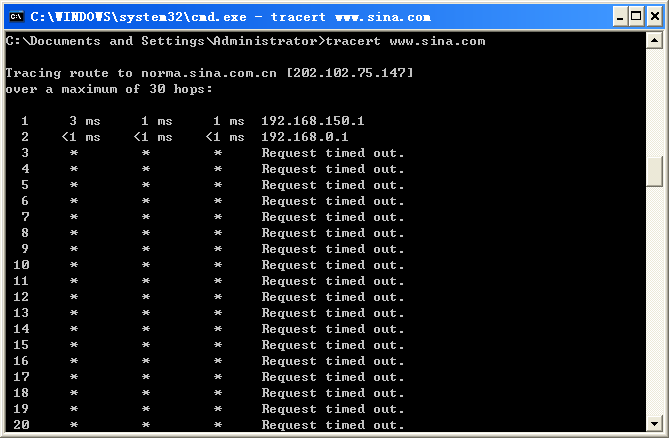 C:\WINDOWS\system32\cmd.exe - tracert www.sina.com
C:\Documents and Settings\Administrator>tracert www.sina.com
Tracing route to norma.sina.com.cn [202.102.75.147]
over a maximum of 30 hops:
1 3 ms 1 ms 1 ms 192.168.150.1
2 <1 ms <1 ms <1 ms 192.168.0.1
3 * * * Request timed out.
4 * * * Request timed out.
5 * * * Request timed out.
6 * * * Request timed out.
7 * * * Request timed out.
8 * * * Request timed out.
9 * * * Request timed out.
10 * * * Request timed out.
11 * * * Request timed out.
12 * * * Request timed out.
13 * * * Request timed out.
14 * * * Request timed out.
15 * * * Request timed out.
16 * * * Request timed out.
17 * * * Request timed out.
18 * * * Request timed out.
19 * * * Request timed out.
20 * * * Request timed out.